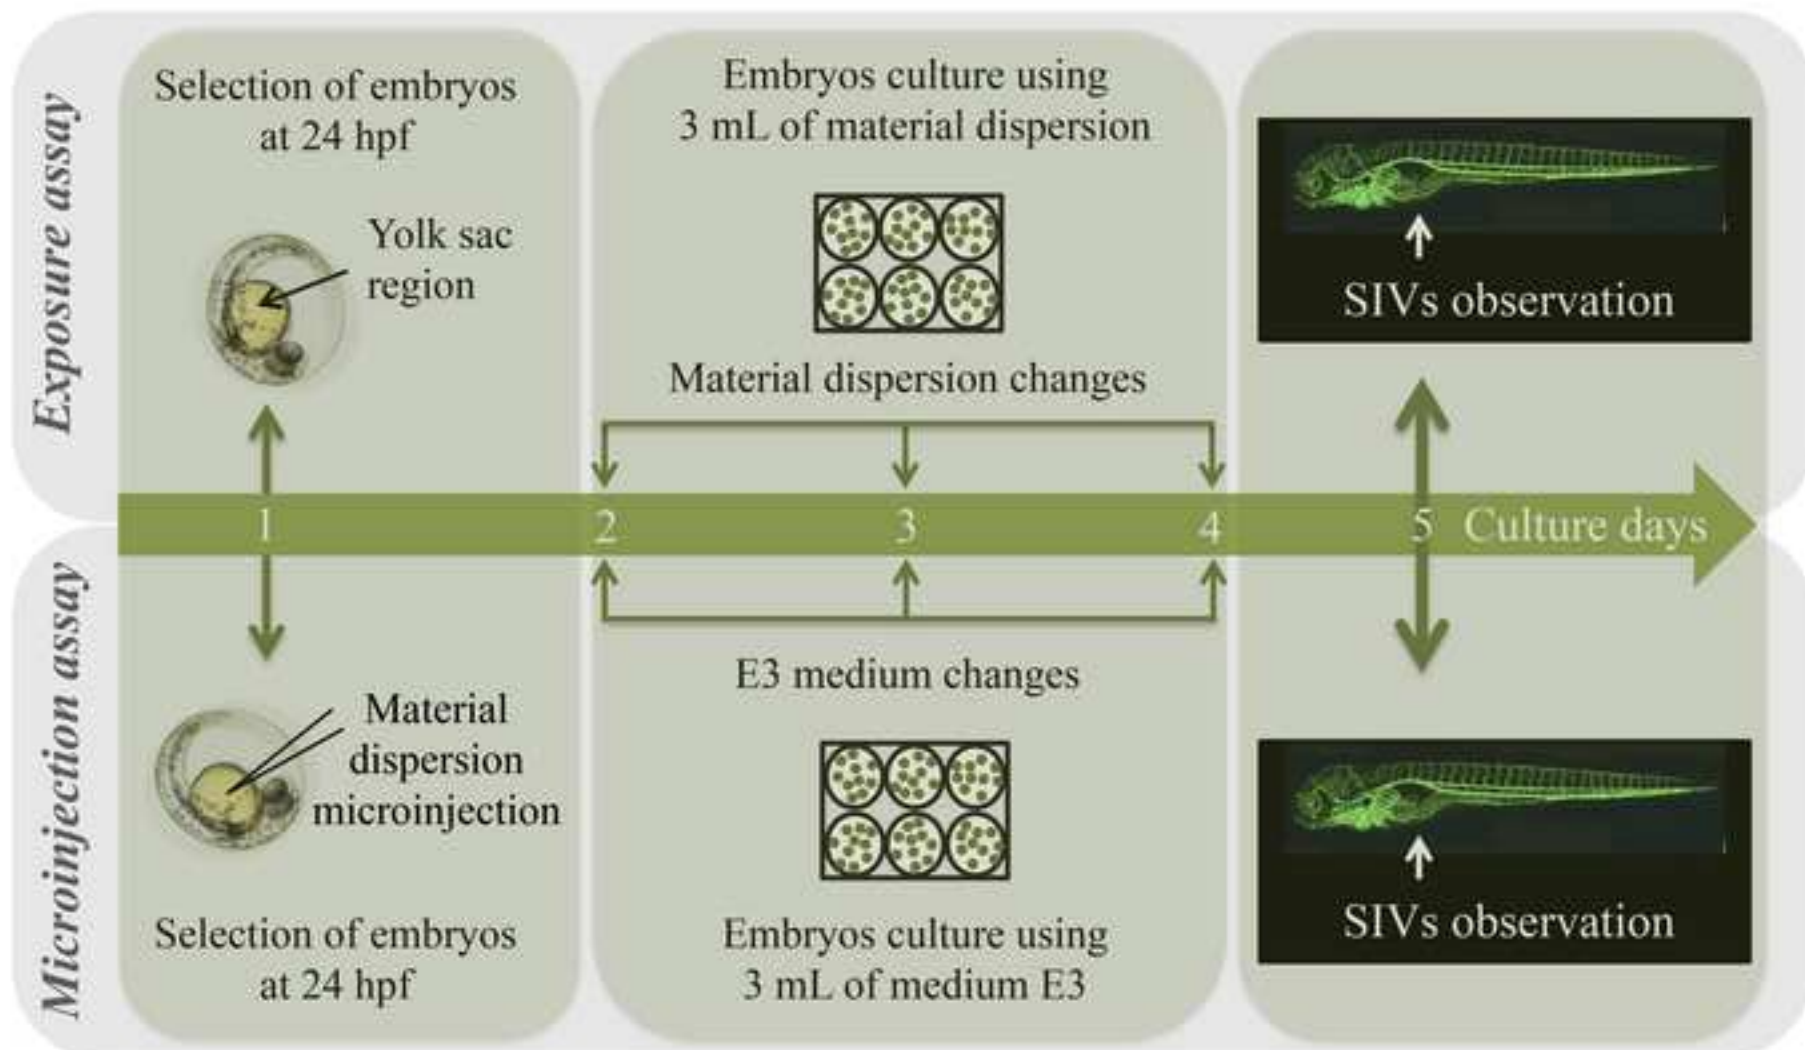 Exposure assay
Selection of embryos
at 24 hpf
Yolk sac
region
Embryos culture using
3 mL of material dispersion
Material dispersion changes
SIVs observation
1
2
3
4
5
Culture days
Microinjection assay
Material
dispersion
microinjection
Selection of embryos
at 24 hpf
E3 medium changes
Embryos culture using
3 mL of medium E3
SIVs observation